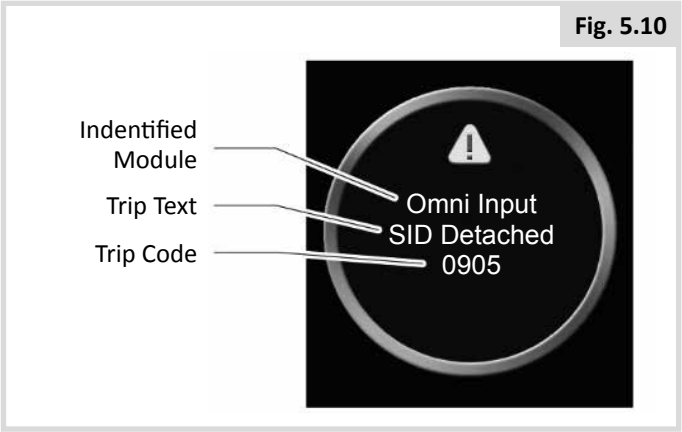 Fig. 5.10
Indentified
Module
Trip Text
Trip Code
Omni Input
SID Detached
0905